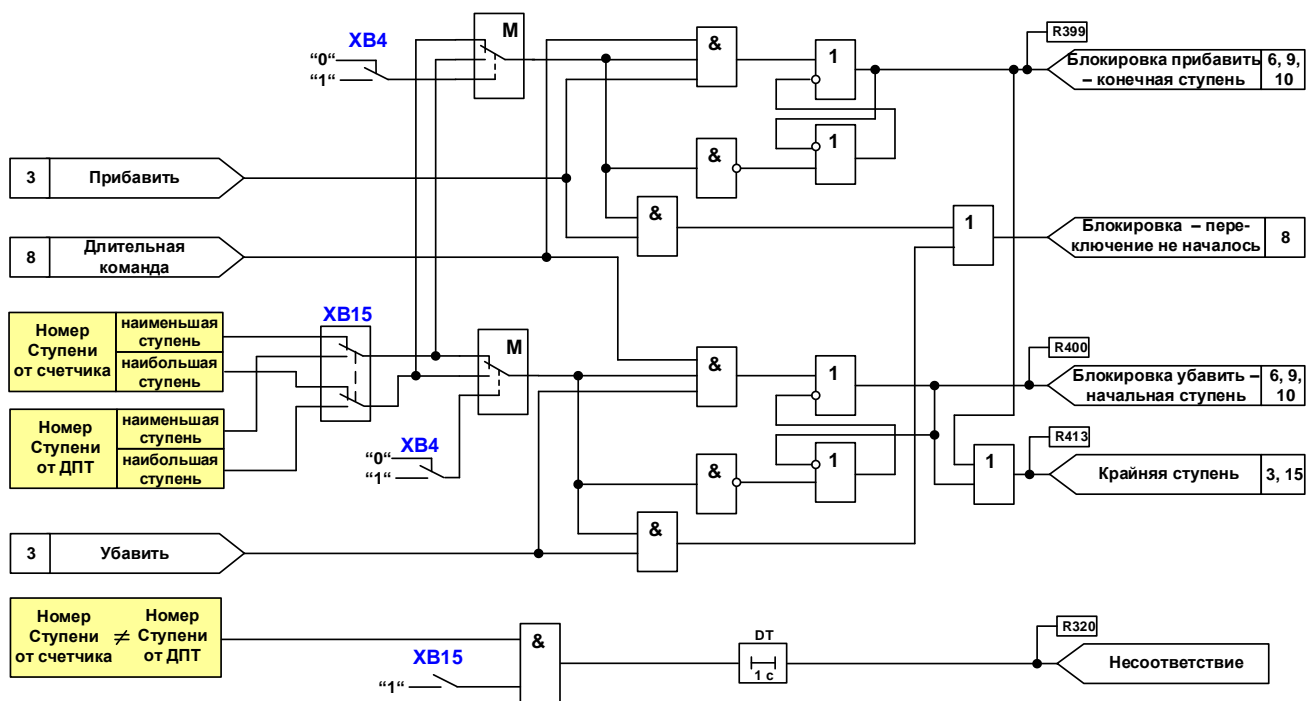 XB4
"0"
"1"
M
&
1
R399
Блокировка прибавить
– конечная ступень
6, 9,
10
&
1
3
Прибавить
&
1
Блокировка – пере-
ключение не началось
8
8
Длительная
команда
XB15
Номер
Ступени
от счетчика
наименьшая
ступень
наибольшая
ступень
M
&
1
R400
Блокировка убавить –
начальная ступень
6, 9,
10
Номер
Ступени
от ДПТ
наименьшая
ступень
наибольшая
ступень
XB4
"0"
"1"
&
1
R413
1
Крайняя ступень
3, 15
3
Убавить
&
Номер
Ступени
от счетчика
≠
Номер
Ступени
от ДПТ
XB15
"1"
&
DT
1 с
R320
Несоответствие